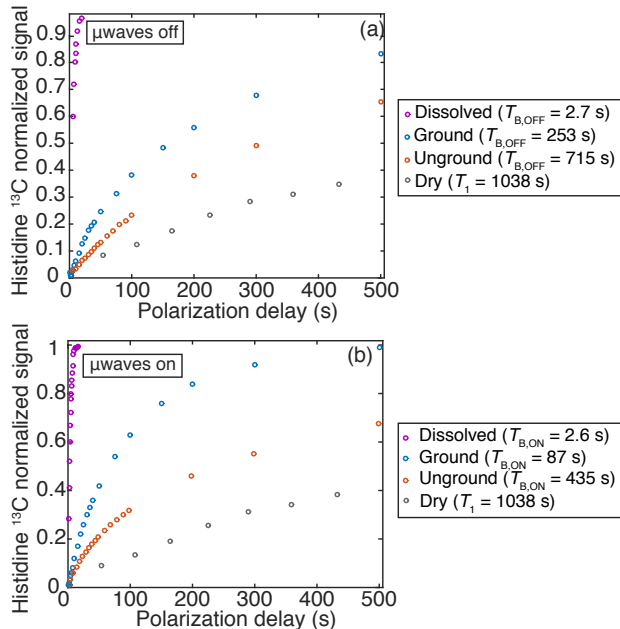 (a)
μwaves off
Histidine ¹³C normalized signal
0.9
0.8
0.7
0.6
0.5
0.4
0.3
0.2
0.1
0
0 100 200 300 400 500
Polarization delay (s)
Dissolved (T_B,OFF = 2.7 s)
Ground (T_B,OFF = 253 s)
Unground (T_B,OFF = 715 s)
Dry (T₁ = 1038 s)
(b)
μwaves on
Histidine ¹³C normalized signal
1
0.8
0.6
0.4
0.2
0
0 100 200 300 400 500
Polarization delay (s)
Dissolved (T_B,ON = 2.6 s)
Ground (T_B,ON = 87 s)
Unground (T_B,ON = 435 s)
Dry (T₁ = 1038 s)